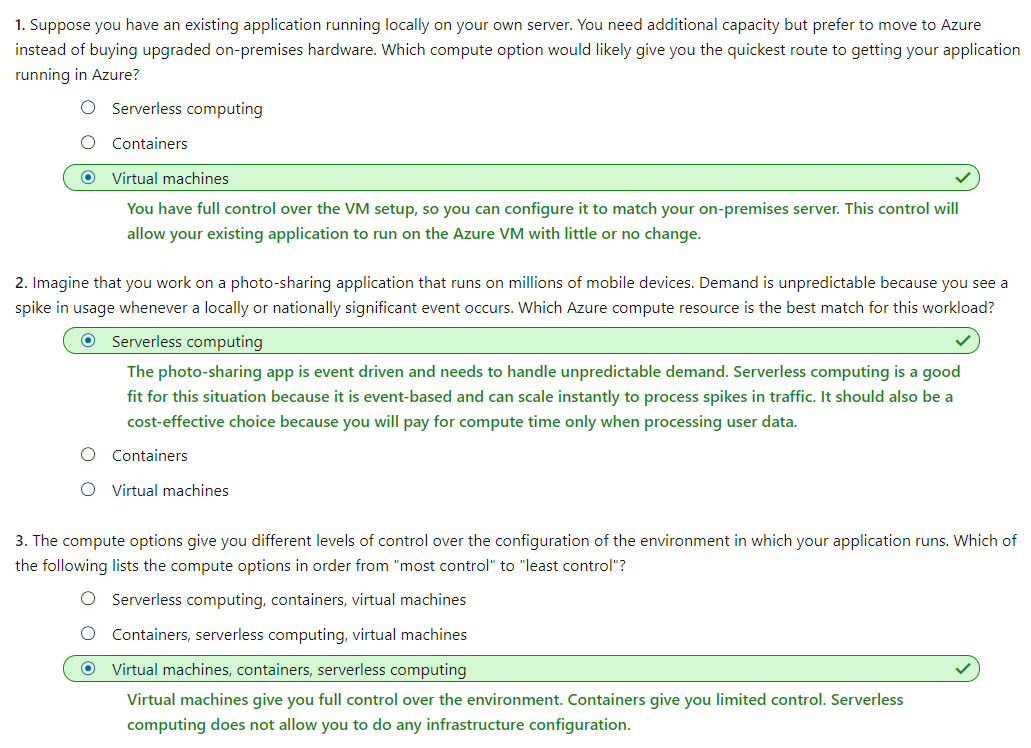 1. Suppose you have an existing application running locally on your own server. You need additional capacity but prefer to move to Azure
instead of buying upgraded on-premises hardware. Which compute option would likely give you the quickest route to getting your application
running in Azure?
Serverless computing
Containers
Virtual machines
You have full control over the VM setup, so you can configure it to match your on-premises server. This control will
allow your existing application to run on the Azure VM with little or no change.
2. Imagine that you work on a photo-sharing application that runs on millions of mobile devices. Demand is unpredictable because you see a
spike in usage whenever a locally or nationally significant event occurs. Which Azure compute resource is the best match for this workload?
Serverless computing
The photo-sharing app is event driven and needs to handle unpredictable demand. Serverless computing is a good
fit for this situation because it is event-based and can scale instantly to process spikes in traffic. It should also be a
cost-effective choice because you will pay for compute time only when processing user data.
Containers
Virtual machines
3. The compute options give you different levels of control over the configuration of the environment in which your application runs. Which of
the following lists the compute options in order from "most control" to "least control"?
Serverless computing, containers, virtual machines
Containers, serverless computing, virtual machines
Virtual machines, containers, serverless computing
Virtual machines give you full control over the environment. Containers give you limited control. Serverless
computing does not allow you to do any infrastructure configuration.